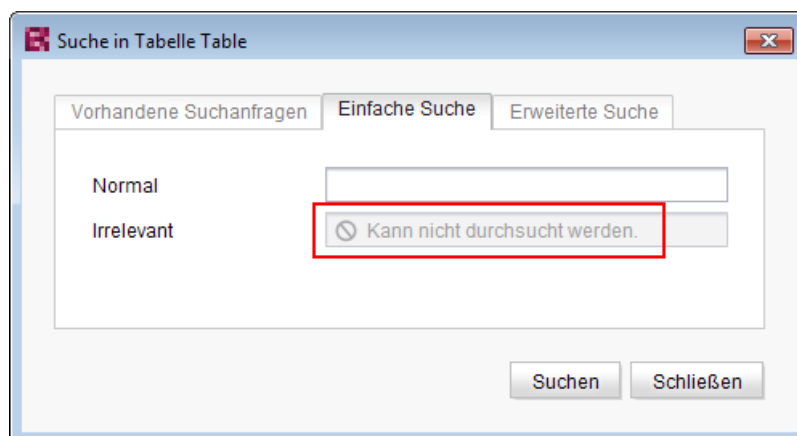 Suche in Tabelle Table
Vorhandene Suchanfragen Einfache Suche Erweiterte Suche
Normal
Irrelevant Kann nicht durchsucht werden.
Suchen Schließen